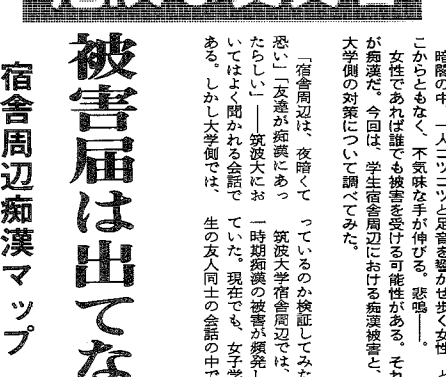 暗闇の中、一人コツコツと足音を響かせ歩く女性。
こからともなく、不気味な手が伸びる。悲鳴――。
女性であれば誰でも被害を受ける可能性がある。それ
が痴漢だ。今回は、学生宿舎周辺における痴漢被害と、
大学側の対策について調べてみた。
被害届は出てな
宿舎周辺痴漢マップ
「宿舎周辺は、夜暗くて
恐い」「友達が痴漢にあっ
たらしい」――筑波大にお
いてはよく聞かれる会話で
ある。しかし大学側では、
っているのか検証してみな
筑波大学宿舎周辺では、
一時期痴漢の被害が頻発し
ていた。現在でも、女子学
生の友人同士の会話の中で